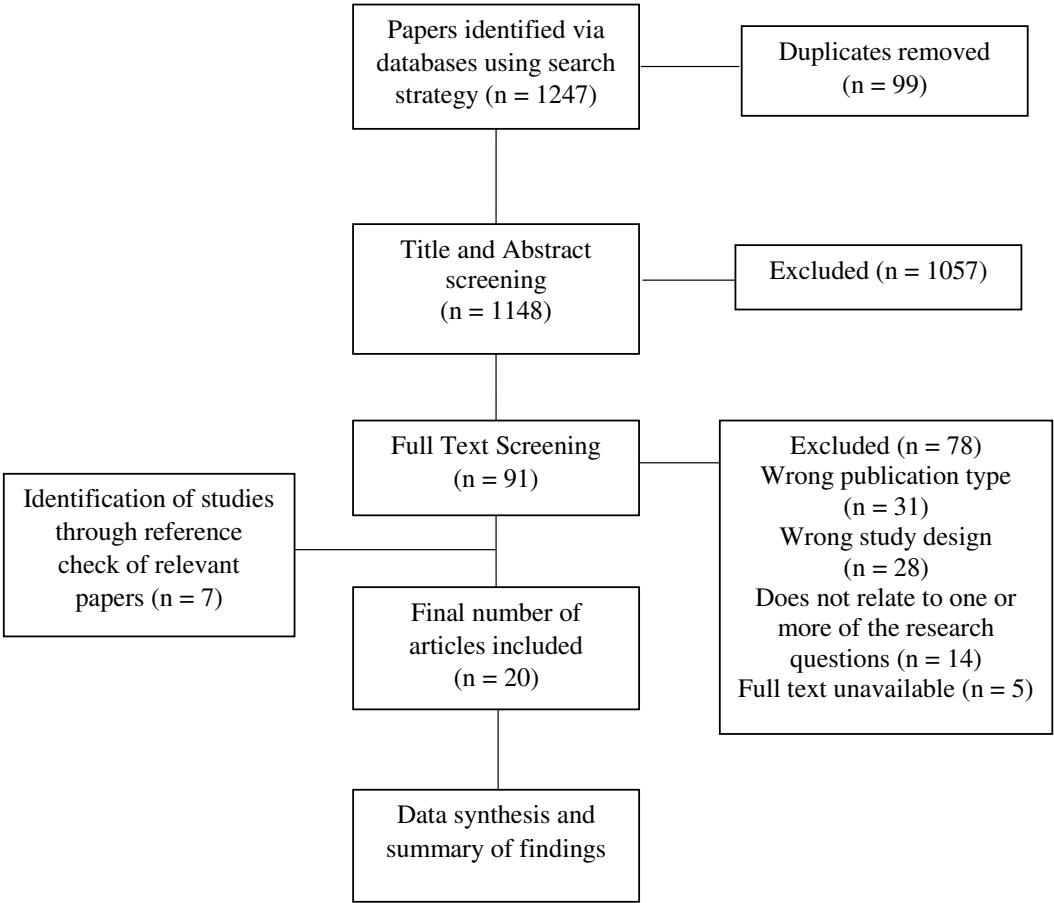 Papers identified via
databases using search
strategy (n = 1247)
Duplicates removed
(n = 99)
Title and Abstract
screening
(n = 1148)
Excluded (n = 1057)
Full Text Screening
(n = 91)
Excluded (n = 78)
Wrong publication type
(n = 31)
Wrong study design
(n = 28)
Does not relate to one or
more of the research
questions (n = 14)
Full text unavailable (n = 5)
Identification of studies
through reference
check of relevant
papers (n = 7)
Final number of
articles included
(n = 20)
Data synthesis and
summary of findings